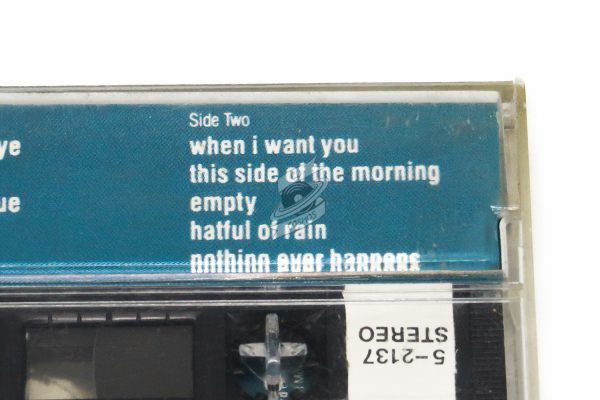 Side Two
ye
when i want you
this side of the morning
ue
empty
hatful of rain
nothing ever happens
5-2137
STEREO